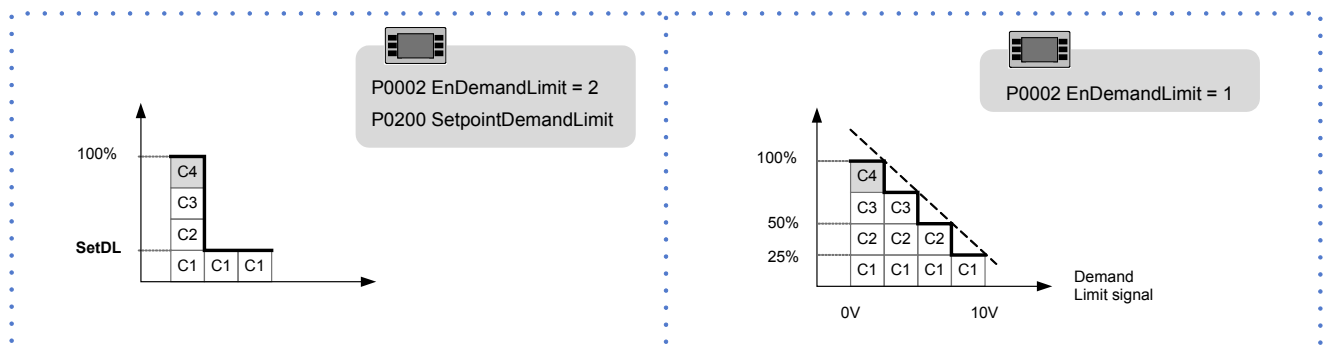 P0002 EnDemandLimit = 2
P0200 SetpointDemandLimit
100%
C4
C3
C2
SetDL
C1 C1 C1
P0002 EnDemandLimit = 1
100%
C4
C3 C3
50%
C2 C2 C2
25%
C1 C1 C1 C1
Demand
Limit signal
0V 10V